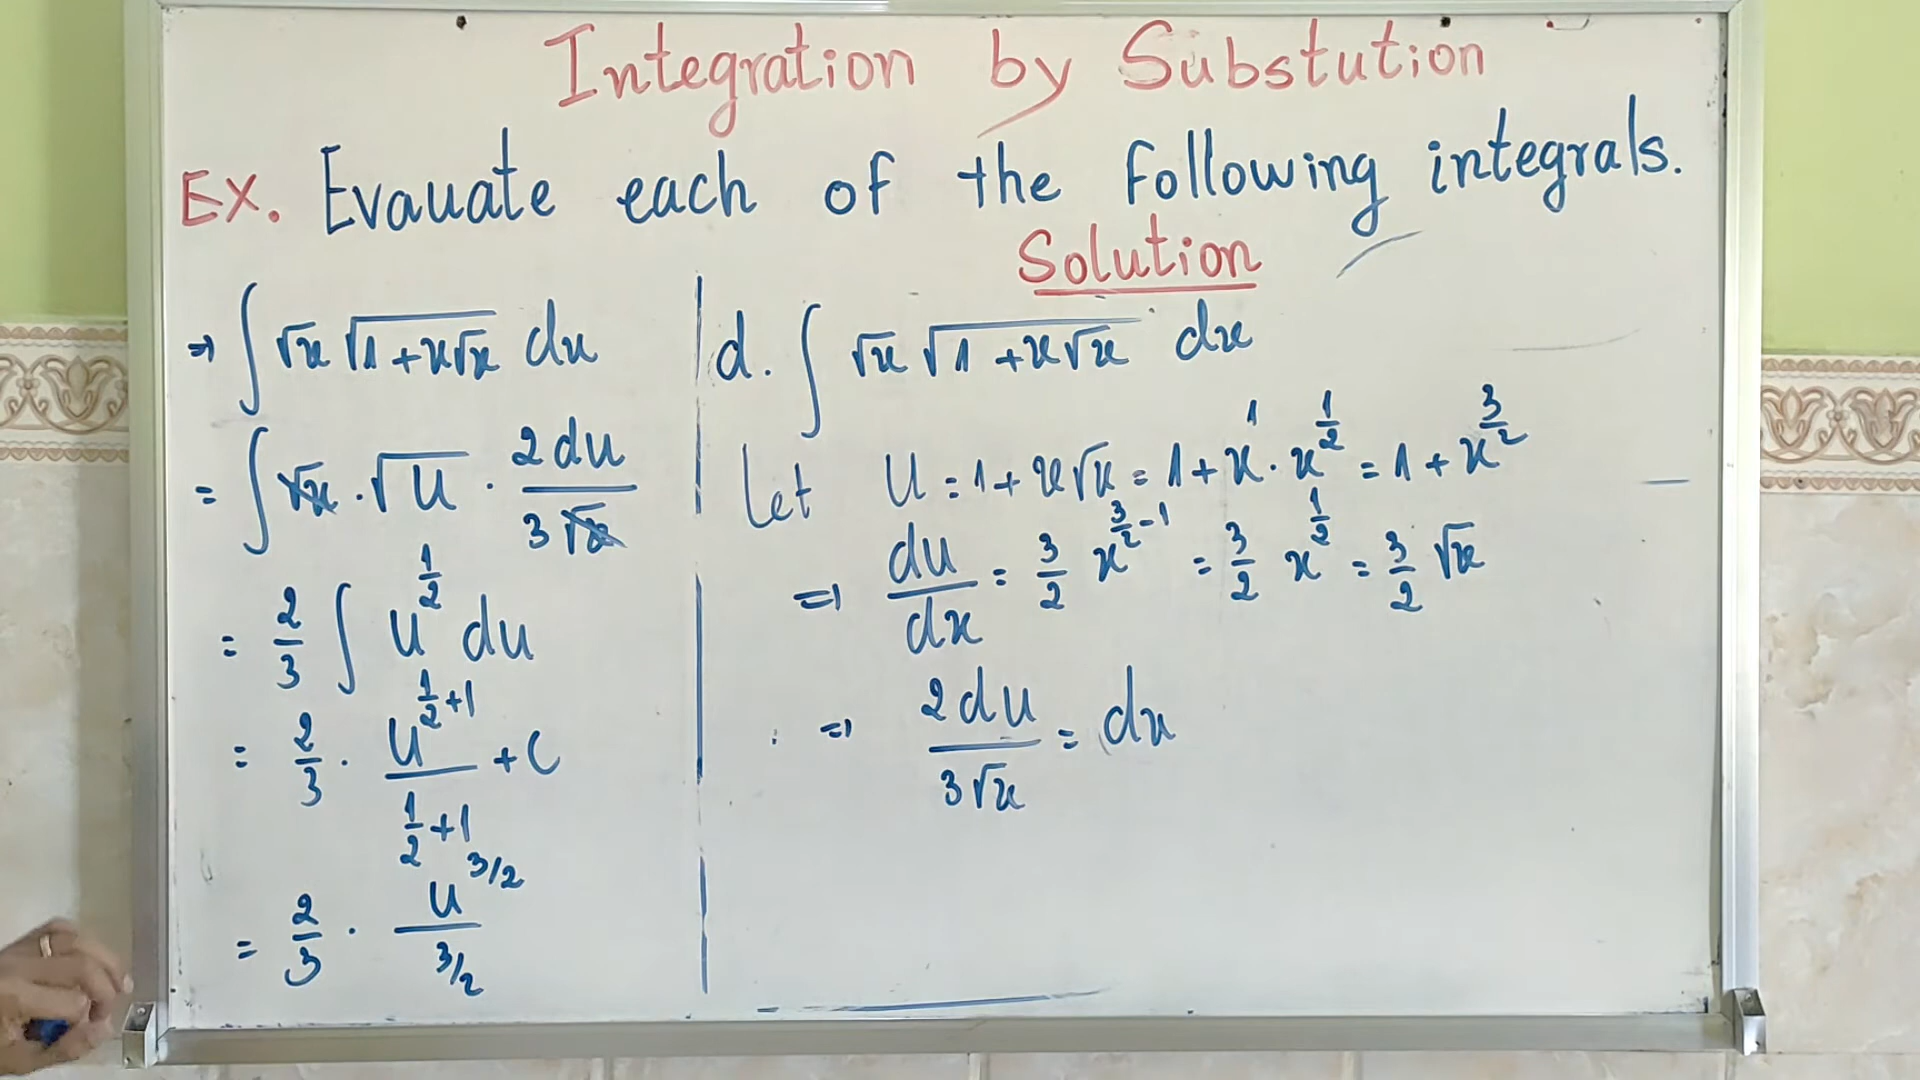 Integration by Substution
EX. Evauate each of the following integrals.
Solution
⇒ ∫ √x √(1+x√x) dx
= ∫ √x · √u · 2du/(3√x)
= 2/3 ∫ u^(1/2) du
= 2/3 · u^(1/2+1)/(1/2+1) + C
= 2/3 · u^(3/2)/(3/2)
d. ∫ √x √(1+x√x) dx
Let u = 1+x√x = 1+x^1·x^(1/2) = 1+x^(3/2)
⇒ du/dx = 3/2 x^(3/2-1) = 3/2 x^(1/2) = 3/2 √x
⇒ 2du/(3√x) = dx